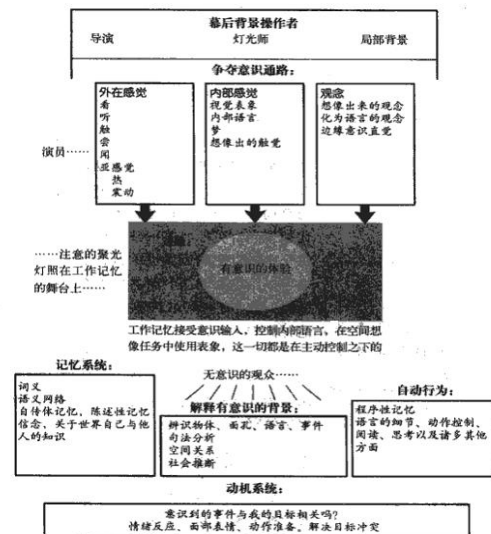 幕后背景操作者
导演 灯光师 局部背景
争夺意识通路：
演员……
外在感觉
看
听
触
尝
闻
亚感觉
热
震动
内部感觉
视觉表象
内部语言
梦
想像出的触觉
观念
想像出来的观念
化为语言的观念
边缘意识直觉
……注意的聚光
灯照在工作记忆
的舞台上……
有意识的体验
工作记忆接受意识输入，控制内部语言，在空间想
像任务中使用表象，这一切都是在主动控制之下的
无意识的观众……
记忆系统：
词义
语义网络
自传体记忆，陈述性记忆
信念，关于世界自己与他
人的知识
解释有意识的背景：
辨识物体、面孔、语言、事件
句法分析
空间关系
社会推断
自动行为：
程序性记忆
语言的细节、动作控制、
阅读、思考以及诸多其他
方面
动机系统：
意识到的事件与我的目标相关吗？
情绪反应、面部表情、动作准备。解决目标冲突